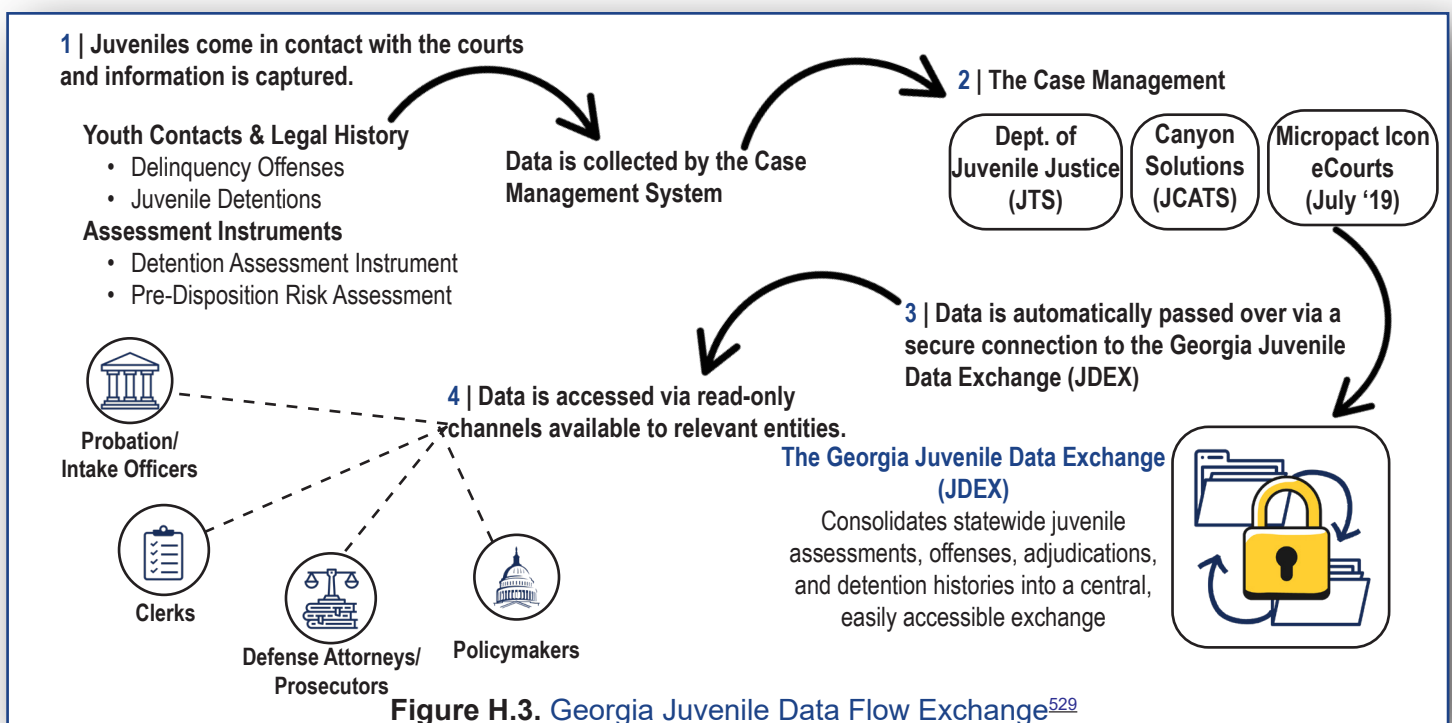 1 | Juveniles come in contact with the courts
and information is captured.
Youth Contacts & Legal History
• Delinquency Offenses
• Juvenile Detentions
Assessment Instruments
• Detention Assessment Instrument
• Pre-Disposition Risk Assessment
Data is collected by the Case
Management System
2 | The Case Management
Dept. of
Juvenile Justice
(JTS)
Canyon
Solutions
(JCATS)
Micropact Icon
eCourts
(July ‘19)
3 | Data is automatically passed over via a
secure connection to the Georgia Juvenile
Data Exchange (JDEX)
4 | Data is accessed via read-only
channels available to relevant entities.
Probation/
Intake Officers
Clerks
Defense Attorneys/
Prosecutors
Policymakers
The Georgia Juvenile Data Exchange
(JDEX)
Consolidates statewide juvenile
assessments, offenses, adjudications,
and detention histories into a central,
easily accessible exchange
Figure H.3. Georgia Juvenile Data Flow Exchange529